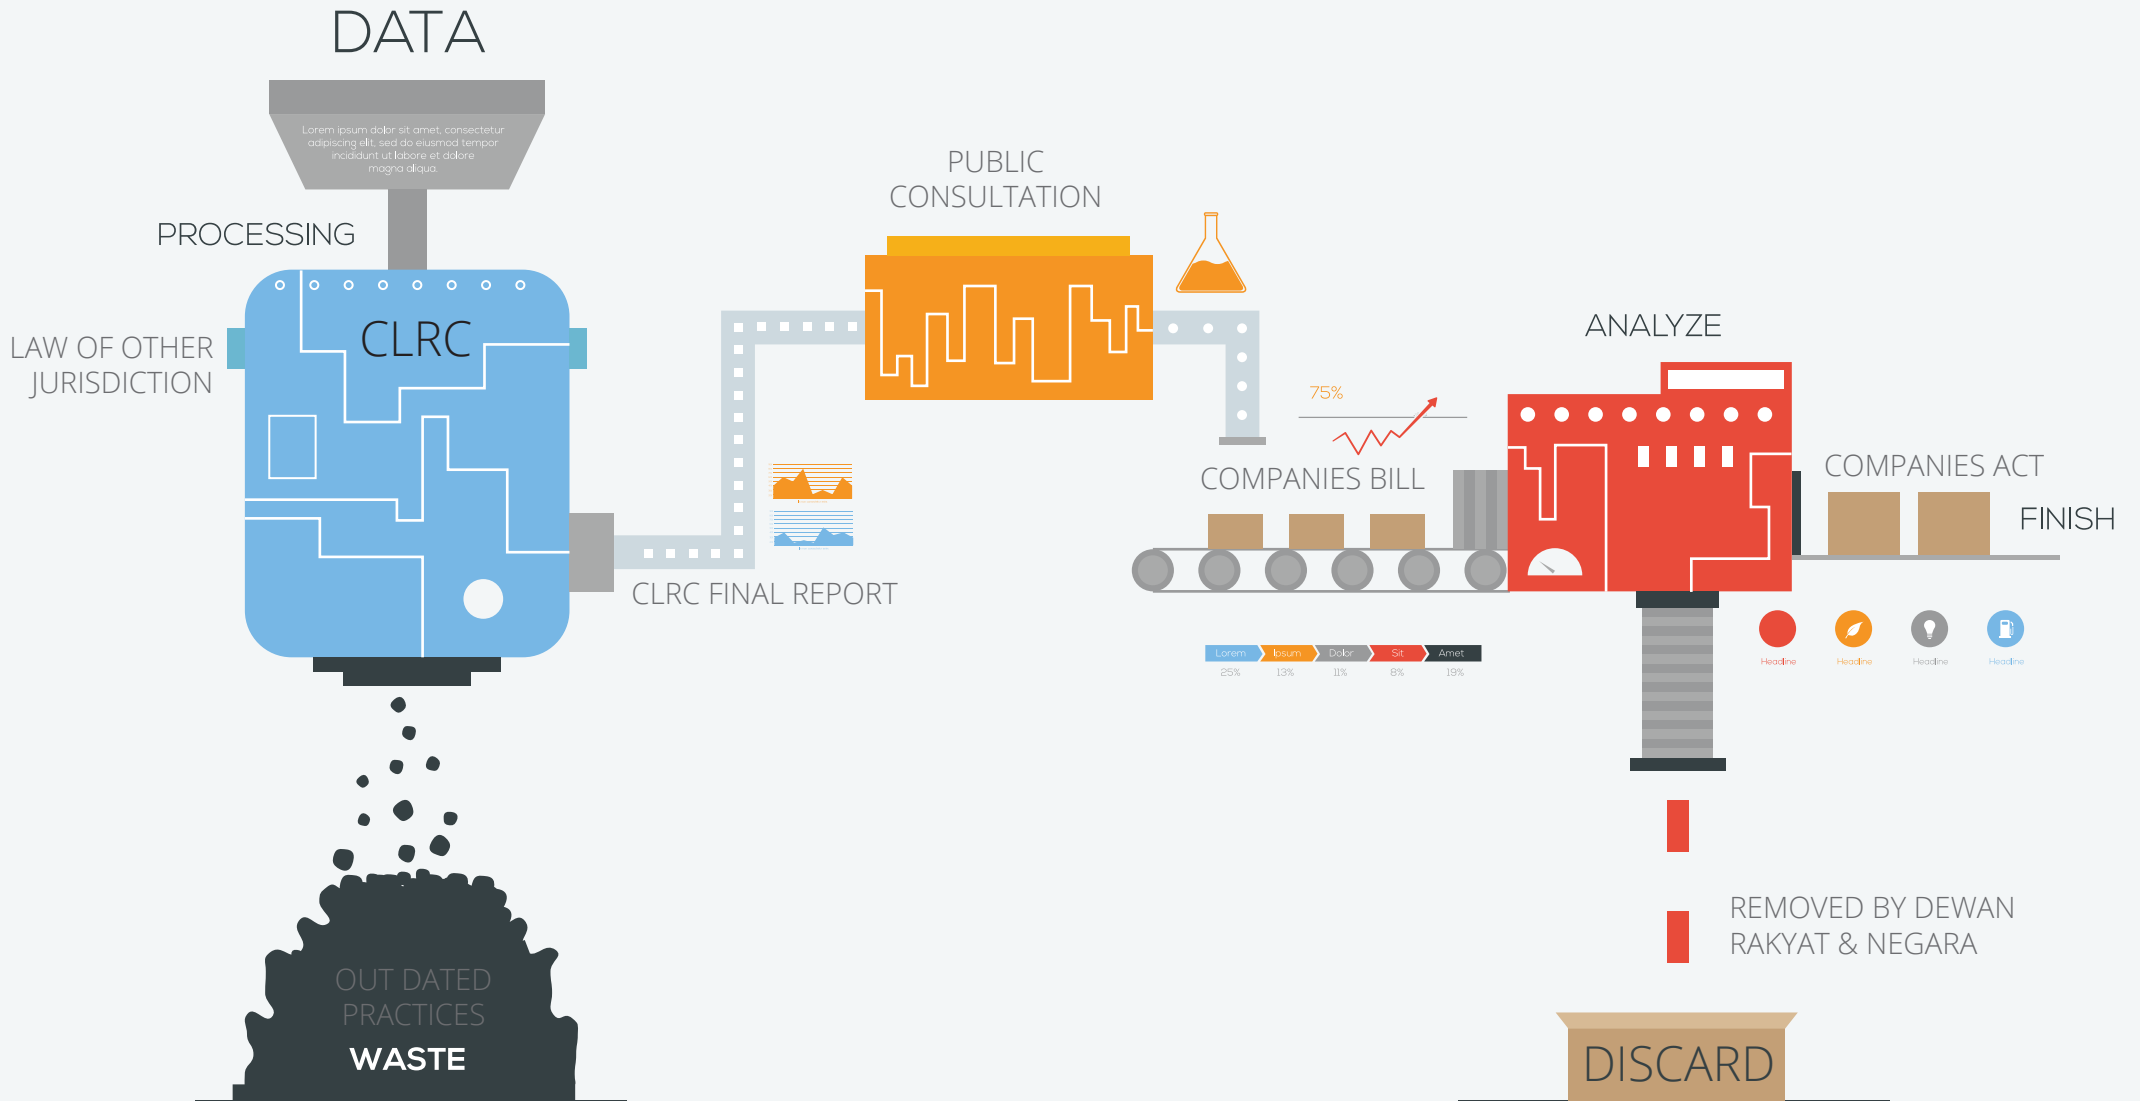 DATA
Lorem ipsum dolor sit amet, consectetur
adipiscing elit, sed do eiusmod tempor
incididunt ut labore et dolore
magna aliqua.
PROCESSING
CLRC
LAW OF OTHER
JURISDICTION
CLRC FINAL REPORT
OUT DATED
PRACTICES
WASTE
PUBLIC
CONSULTATION
75%
COMPANIES BILL
Lorem Ipsum Dolor Sit Amet
25% 13% 11% 8% 19%
ANALYZE
COMPANIES ACT
FINISH
Headline Headline Headline Headline
REMOVED BY DEWAN
RAKYAT & NEGARA
DISCARD